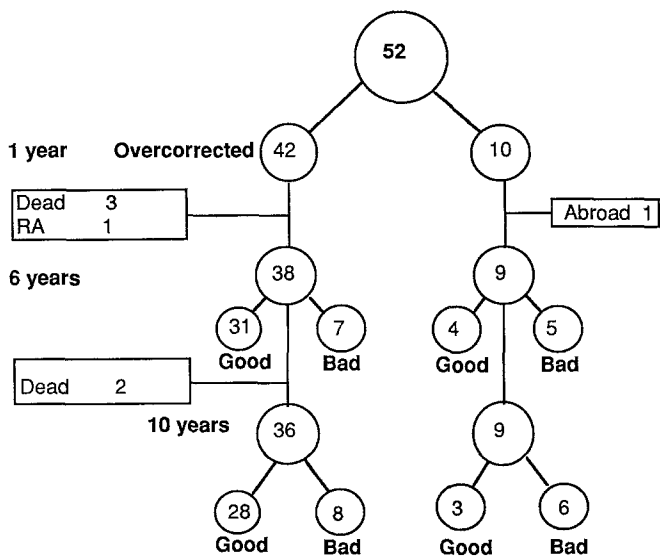 52
1 year Overcorrected 42 10
Dead 3
RA 1
Abroad 1
6 years
38 9
31 7 4 5
Good Bad Good Bad
Dead 2
10 years
36 9
28 8 3 6
Good Bad Good Bad